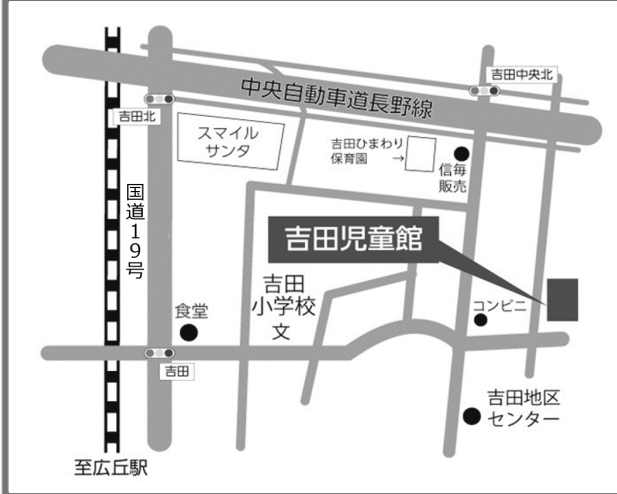 吉田中央北
中央自動車道長野線
吉田北
スマイル
サンタ
吉田ひまわり
保育園
→
信毎
販売
国道19号
吉田児童館
吉田
小学校
文
食堂
コンビニ
吉田
吉田地区
センター
至広丘駅